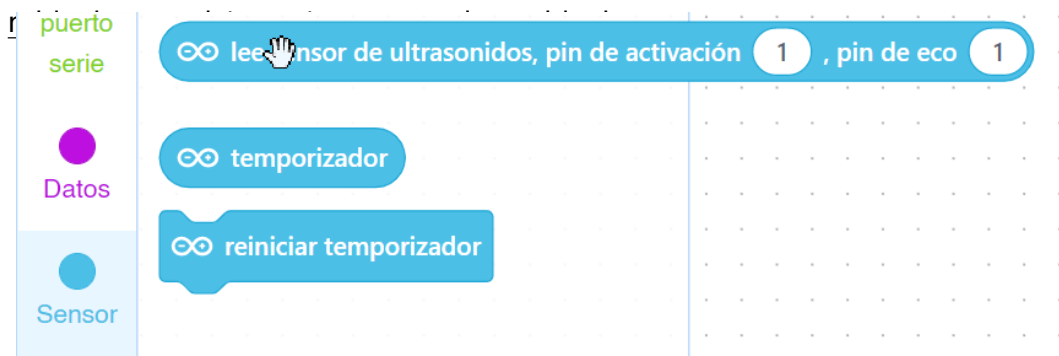 puerto
serie
Datos
Sensor
sensor de ultrasonidos, pin de activación 1 , pin de eco 1
temporizador
reiniciar temporizador